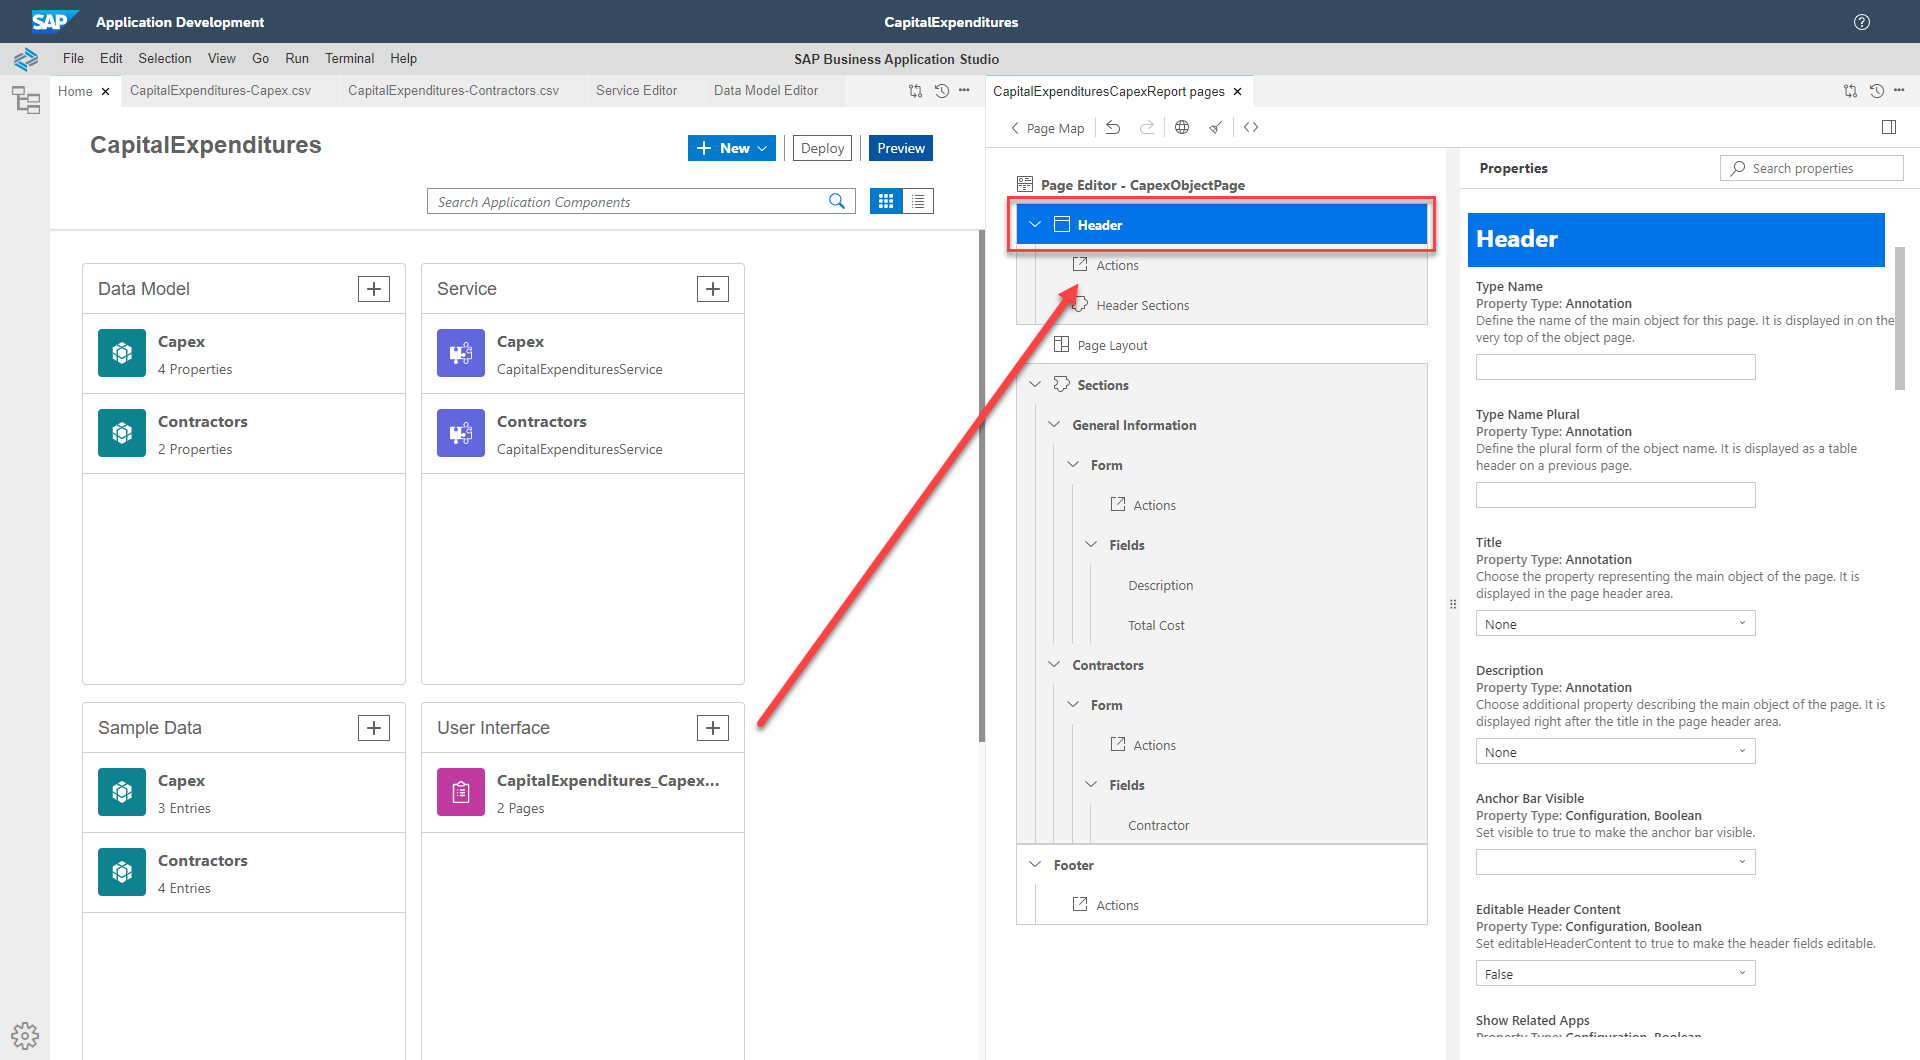 SAP Application Development
CapitalExpenditures
File Edit Selection View Go Run Terminal Help
SAP Business Application Studio
Home
CapitalExpenditures-Capex.csv
CapitalExpenditures-Contractors.csv
Service Editor
Data Model Editor
CapitalExpenditures
New
Deploy
Preview
Search Application Components
Data Model
Capex
4 Properties
Contractors
2 Properties
Service
Capex
CapitalExpendituresService
Contractors
CapitalExpendituresService
Sample Data
Capex
3 Entries
Contractors
4 Entries
User Interface
CapitalExpenditures_Capex...
2 Pages
CapitalExpendituresCapexReport pages
Page Map
Page Editor - CapexObjectPage
Header
Actions
Header Sections
Page Layout
Sections
General Information
Form
Actions
Fields
Description
Total Cost
Contractors
Form
Actions
Fields
Contractor
Footer
Actions
Properties
Search properties
Header
Type Name
Property Type: Annotation
Define the name of the main object for this page. It is displayed in on the
very top of the object page.
Type Name Plural
Property Type: Annotation
Define the plural form of the object name. It is displayed as a table
header on a previous page.
Title
Property Type: Annotation
Choose the property representing the main object of the page. It is
displayed in the page header area.
None
Description
Property Type: Annotation
Choose additional property describing the main object of the page. It is
displayed right after the title in the page header area.
None
Anchor Bar Visible
Property Type: Configuration, Boolean
Set visible to true to make the anchor bar visible.
Editable Header Content
Property Type: Configuration, Boolean
Set editableHeaderContent to true to make the header fields editable.
False
Show Related Apps
Property Type: Configuration, Boolean